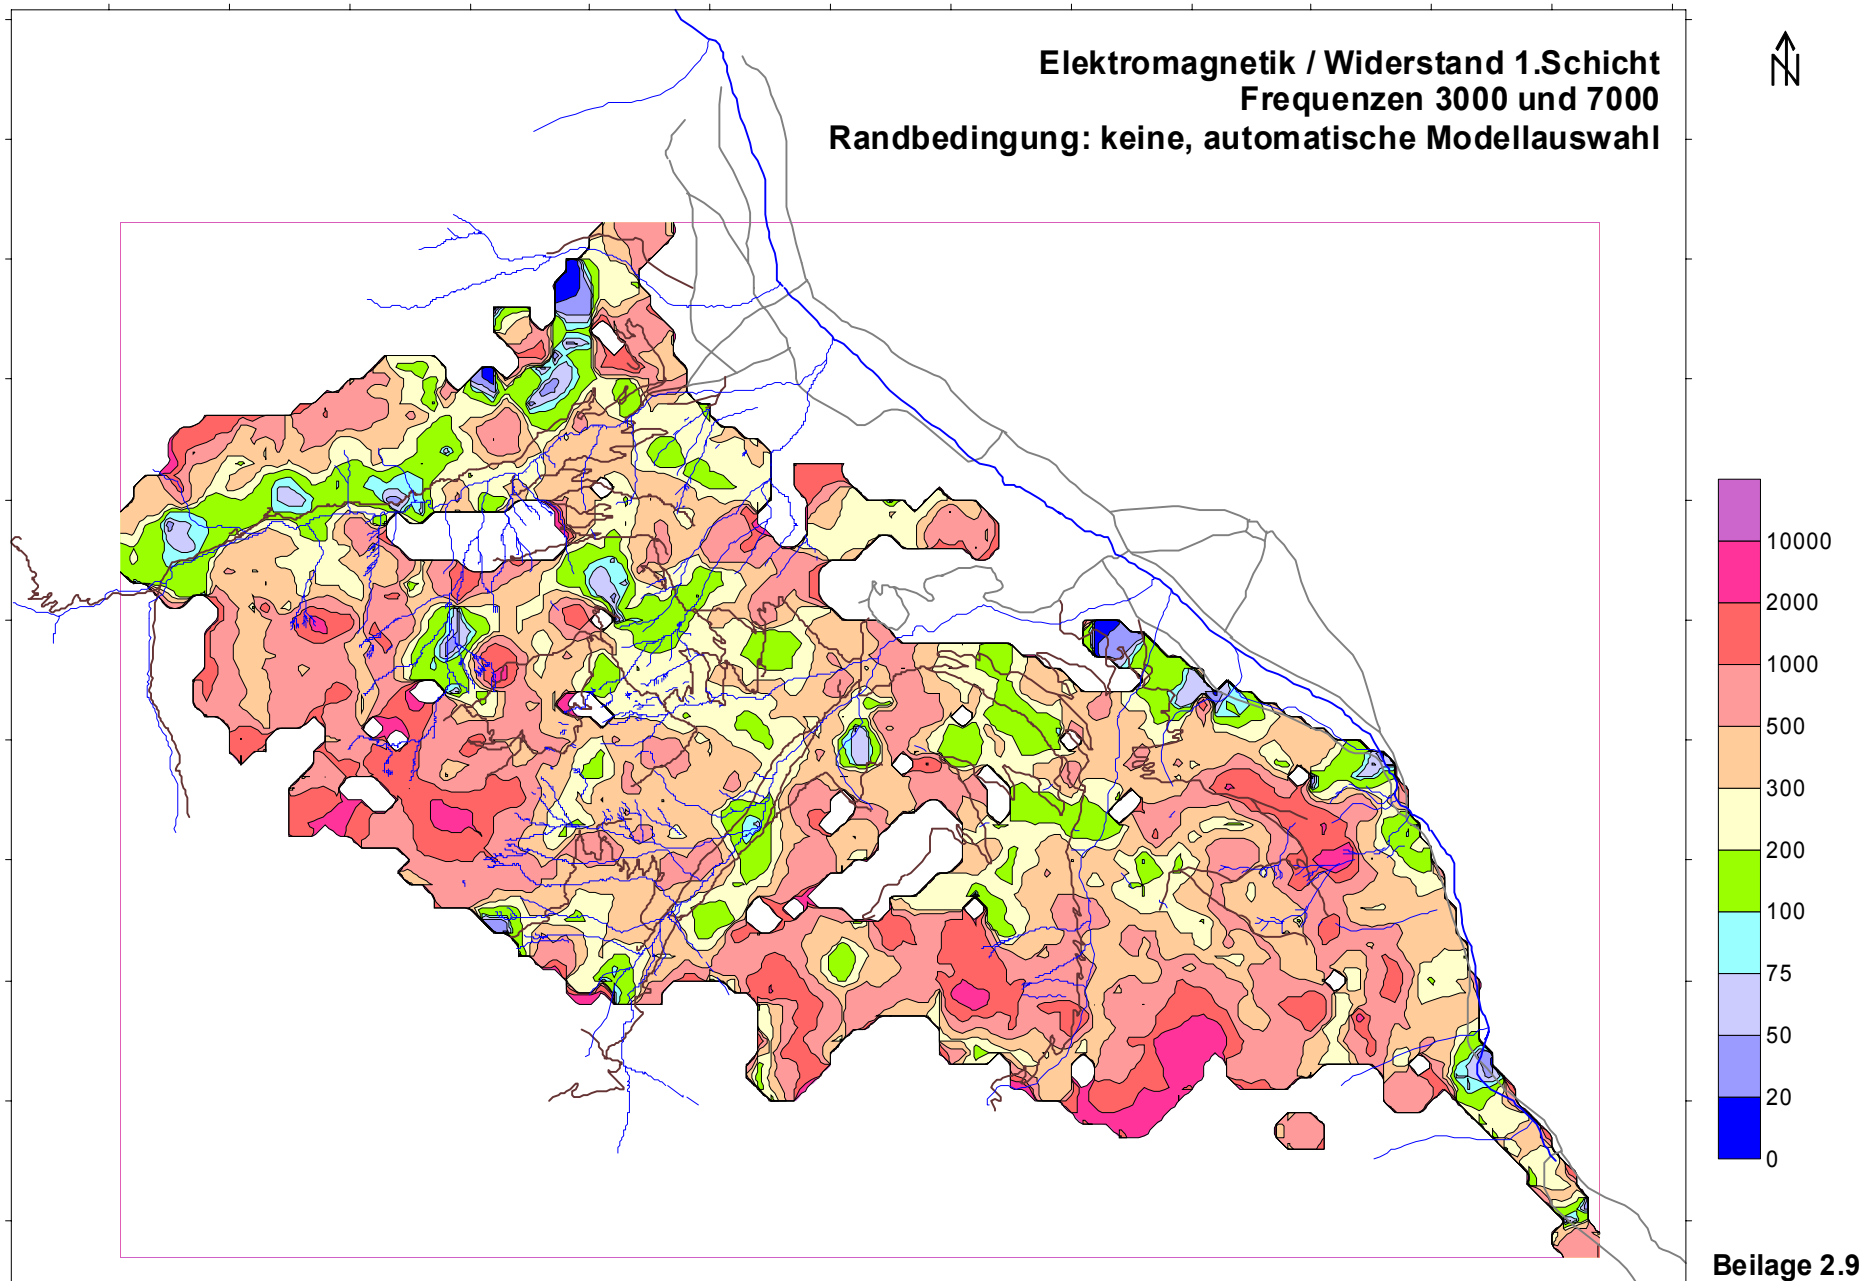 Elektromagnetik / Widerstand 1.Schicht
Frequenzen 3000 und 7000
Randbedingung: keine, automatische Modellauswahl
N
10000
2000
1000
500
300
200
100
75
50
20
0
Beilage 2.9